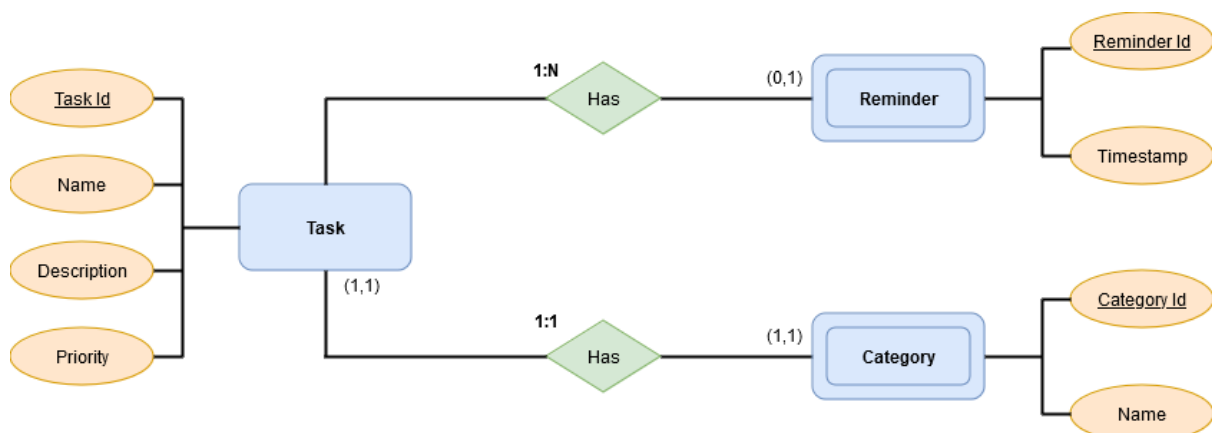 Task Id
Name
Description
Priority
Task
(1,1)
1:N
Has
(0,1)
Reminder
Reminder Id
Timestamp
1:1
Has
(1,1)
Category
Category Id
Name